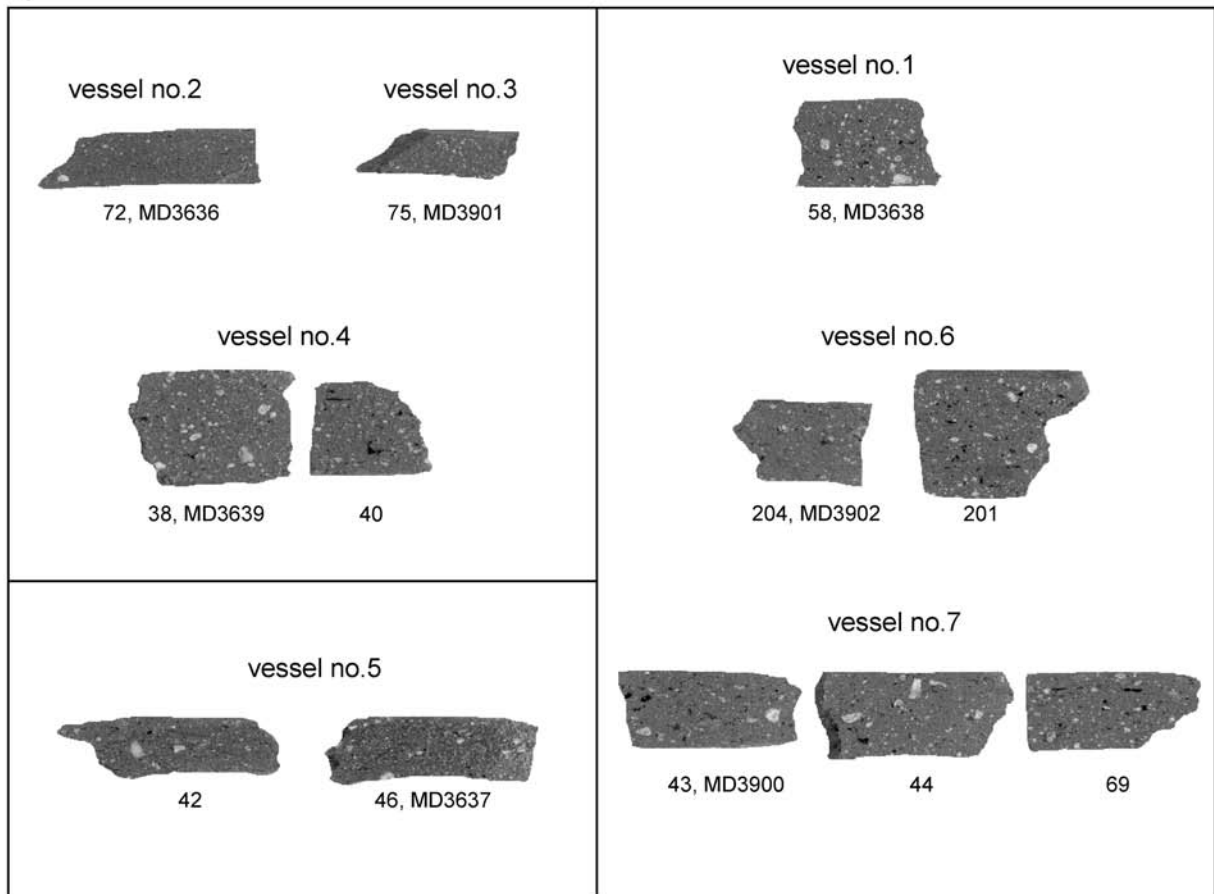 vessel no.2
vessel no.3
72, MD3636
75, MD3901
vessel no.4
38, MD3639
40
vessel no.5
42
46, MD3637
vessel no.1
58, MD3638
vessel no.6
204, MD3902
201
vessel no.7
43, MD3900
44
69